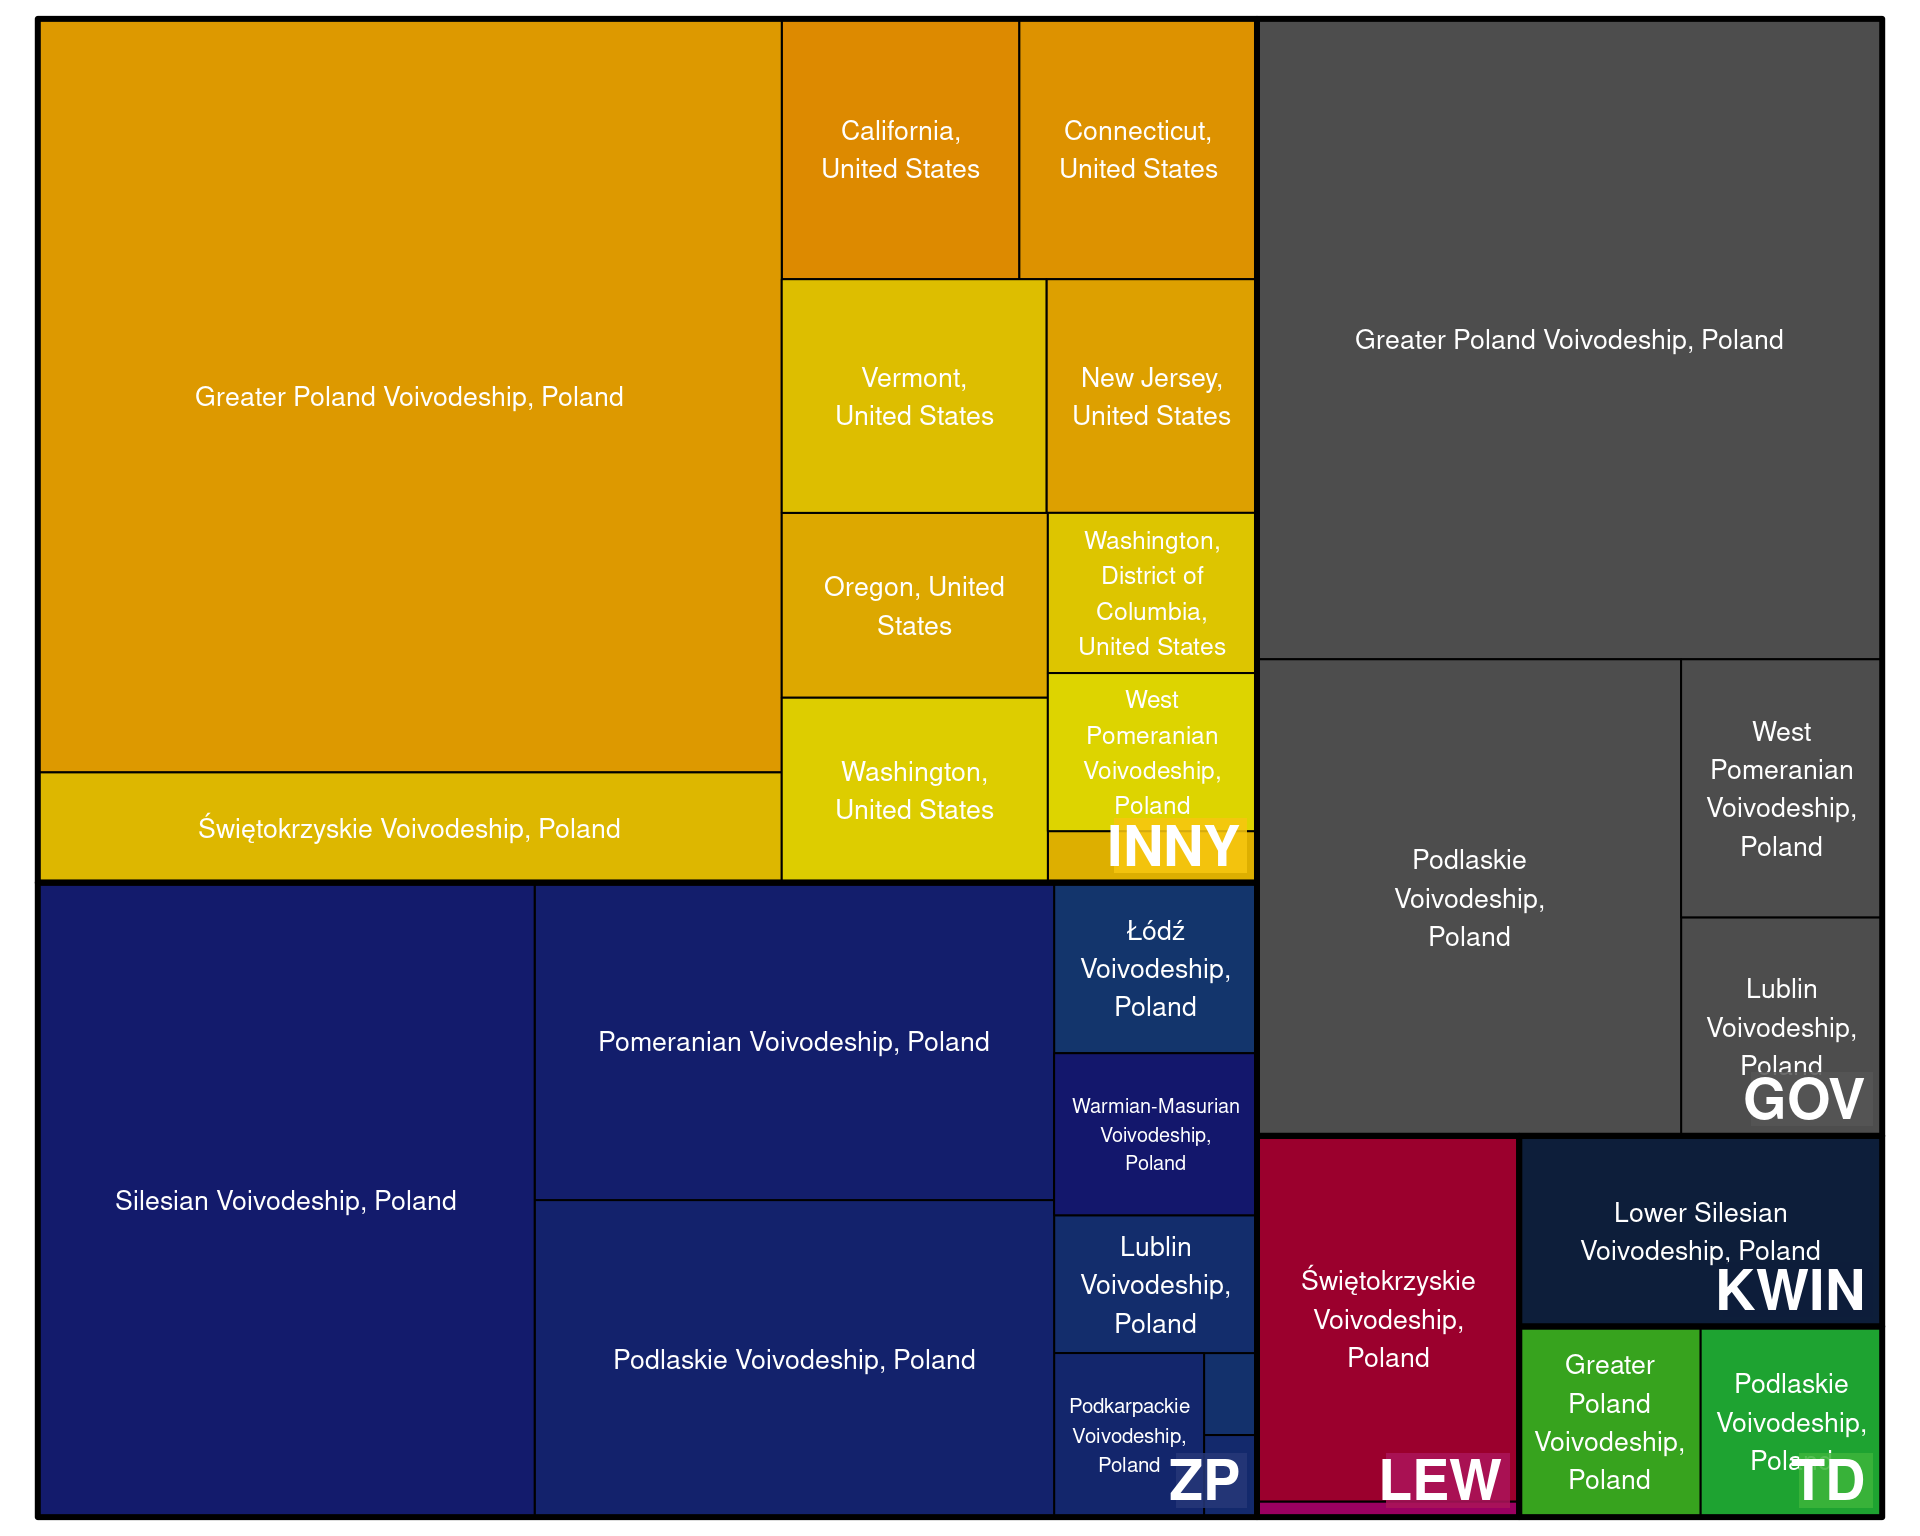 Greater Poland Voivodeship, Poland
Świętokrzyskie Voivodeship, Poland
California,
United States
Connecticut,
United States
Vermont,
United States
New Jersey,
United States
Oregon, United
States
Washington,
District of
Columbia,
United States
Washington,
United States
West
Pomeranian
Voivodeship,
Poland
INNY
Greater Poland Voivodeship, Poland
Podlaskie
Voivodeship,
Poland
West
Pomeranian
Voivodeship,
Poland
Lublin
Voivodeship,
Poland
GOV
Silesian Voivodeship, Poland
Pomeranian Voivodeship, Poland
Podlaskie Voivodeship, Poland
Łódź
Voivodeship,
Poland
Warmian-Masurian
Voivodeship,
Poland
Lublin
Voivodeship,
Poland
Podkarpackie
Voivodeship,
Poland
ZP
Świętokrzyskie
Voivodeship,
Poland
LEW
Lower Silesian
Voivodeship, Poland
KWIN
Greater
Poland
Voivodeship,
Poland
Podlaskie
Voivodeship,
Poland
TD